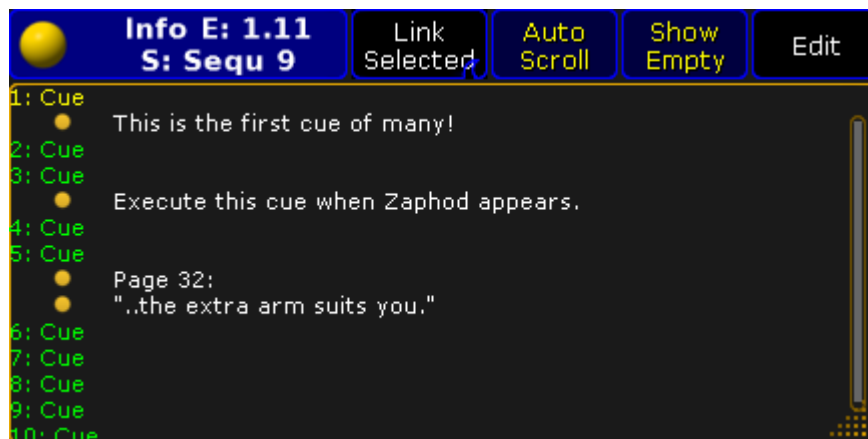 Info E: 1.11
S: Sequ 9
Link
Selected
Auto
Scroll
Show
Empty
Edit
1: Cue
This is the first cue of many!
2: Cue
3: Cue
Execute this cue when Zaphod appears.
4: Cue
5: Cue
Page 32:
"..the extra arm suits you."
6: Cue
7: Cue
8: Cue
9: Cue
10: Cue